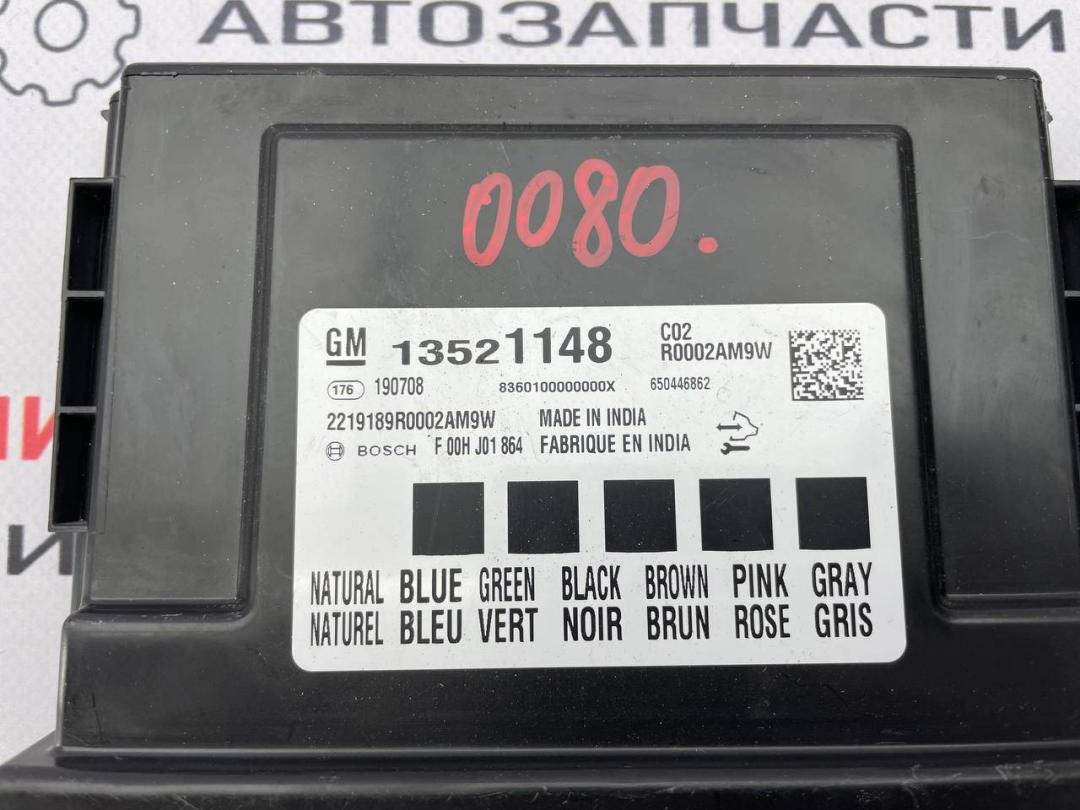 АВТОЗАПЧАСТИ
0080.
GM 13521148 C02
R0002AM9W
176 190708 8360100000000X 650446862
2219189R0002AM9W MADE IN INDIA
BOSCH F 00H J01 864 FABRIQUE EN INDIA
NATURAL BLUE GREEN BLACK BROWN PINK GRAY
NATUREL BLEU VERT NOIR BRUN ROSE GRIS